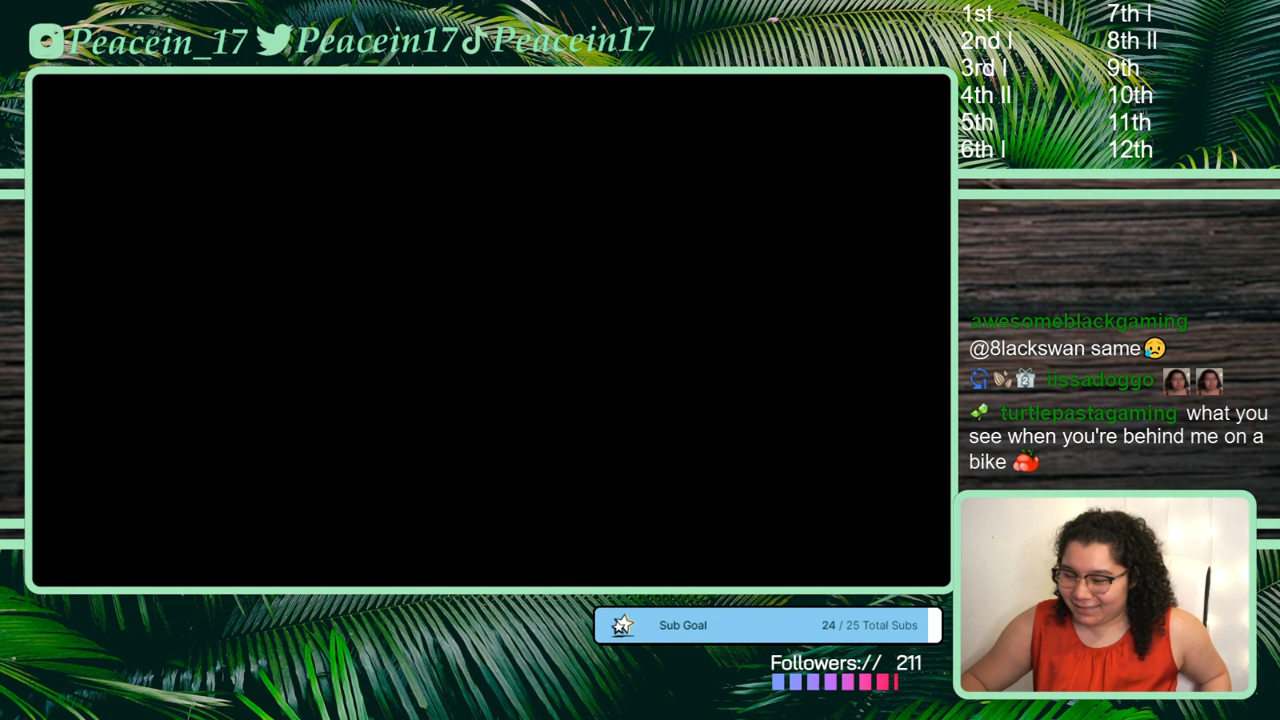 Peacein_17 Peacein17 Peacein17
1st
2nd I
3rd I
4th II
5th
6th I
7th I
8th II
9th
10th
11th
12th
awesomeblackgaming
@8lackswan same
2 iissadoggo
turtlepastagaming what you
see when you're behind me on a
bike
Sub Goal 24 / 25 Total Subs
Followers:// 211